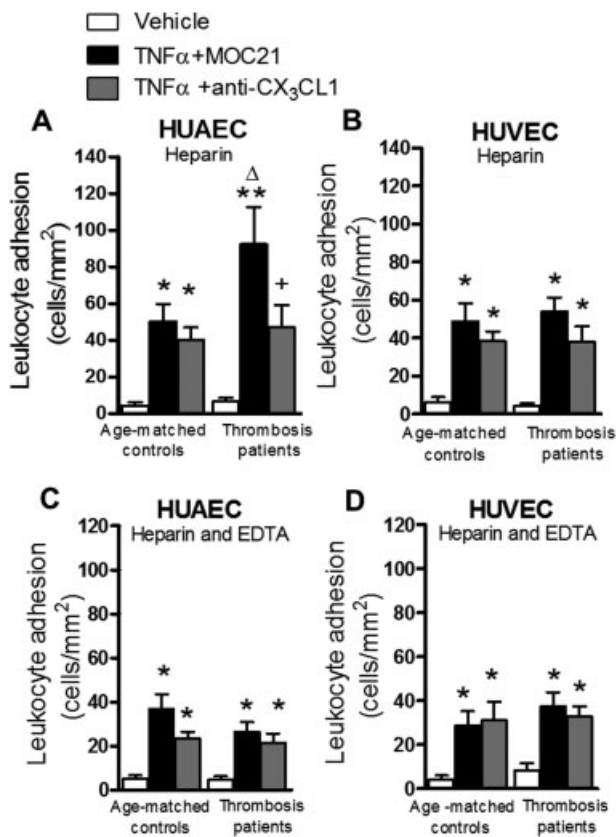 Vehicle
TNFα+MOC21
TNFα +anti-CX₃CL1
A
HUAEC
Heparin
Leukocyte adhesion
(cells/mm²)
140
120
100
80
60
40
20
0
* * ** Δ +
Age-matched
controls
Thrombosis
patients
B
HUVEC
Heparin
Leukocyte adhesion
(cells/mm²)
140
120
100
80
60
40
20
0
* * * *
Age-matched
controls
Thrombosis
patients
C
HUAEC
Heparin and EDTA
Leukocyte adhesion
(cells/mm²)
120
100
80
60
40
20
0
* * * *
Age-matched
controls
Thrombosis
patients
D
HUVEC
Heparin and EDTA
Leukocyte adhesion
(cells/mm²)
120
100
80
60
40
20
0
* * * *
Age -matched
controls
Thrombosis
patients